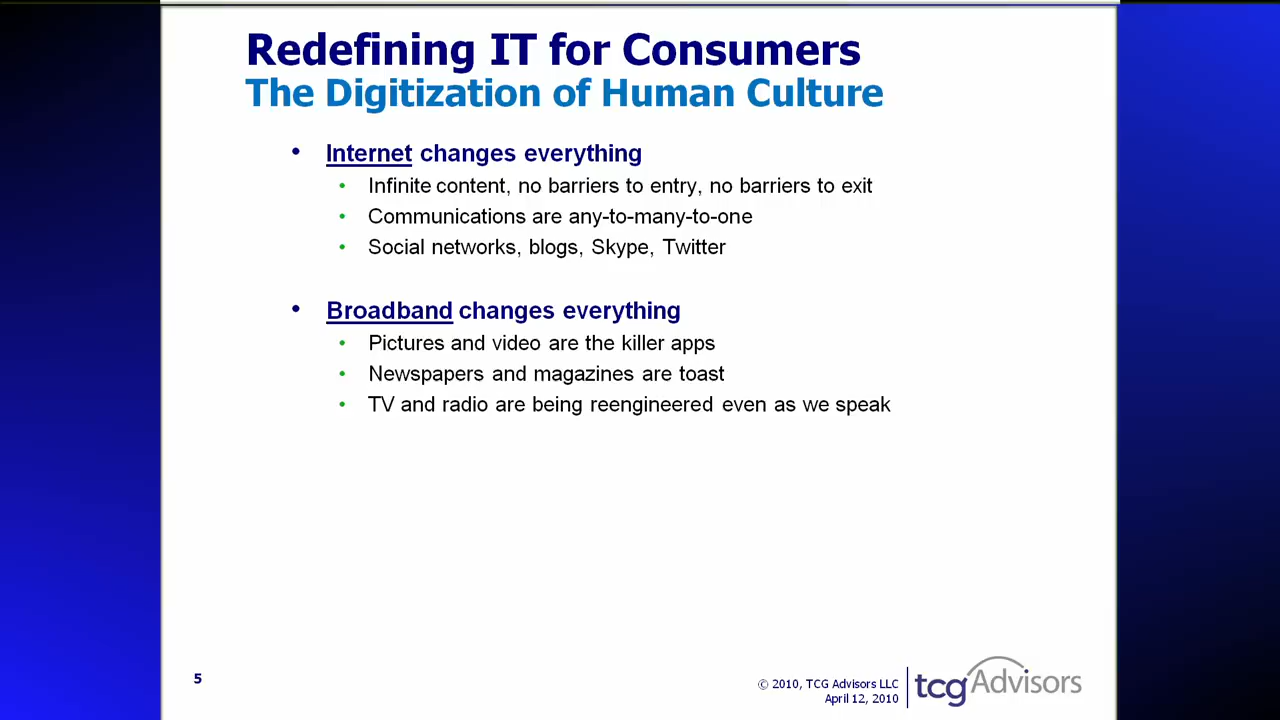 Redefining IT for Consumers
The Digitization of Human Culture
• Internet changes everything
• Infinite content, no barriers to entry, no barriers to exit
• Communications are any-to-many-to-one
• Social networks, blogs, Skype, Twitter
• Broadband changes everything
• Pictures and video are the killer apps
• Newspapers and magazines are toast
• TV and radio are being reengineered even as we speak
5
© 2010, TCG Advisors LLC
April 12, 2010
tcgAdvisors